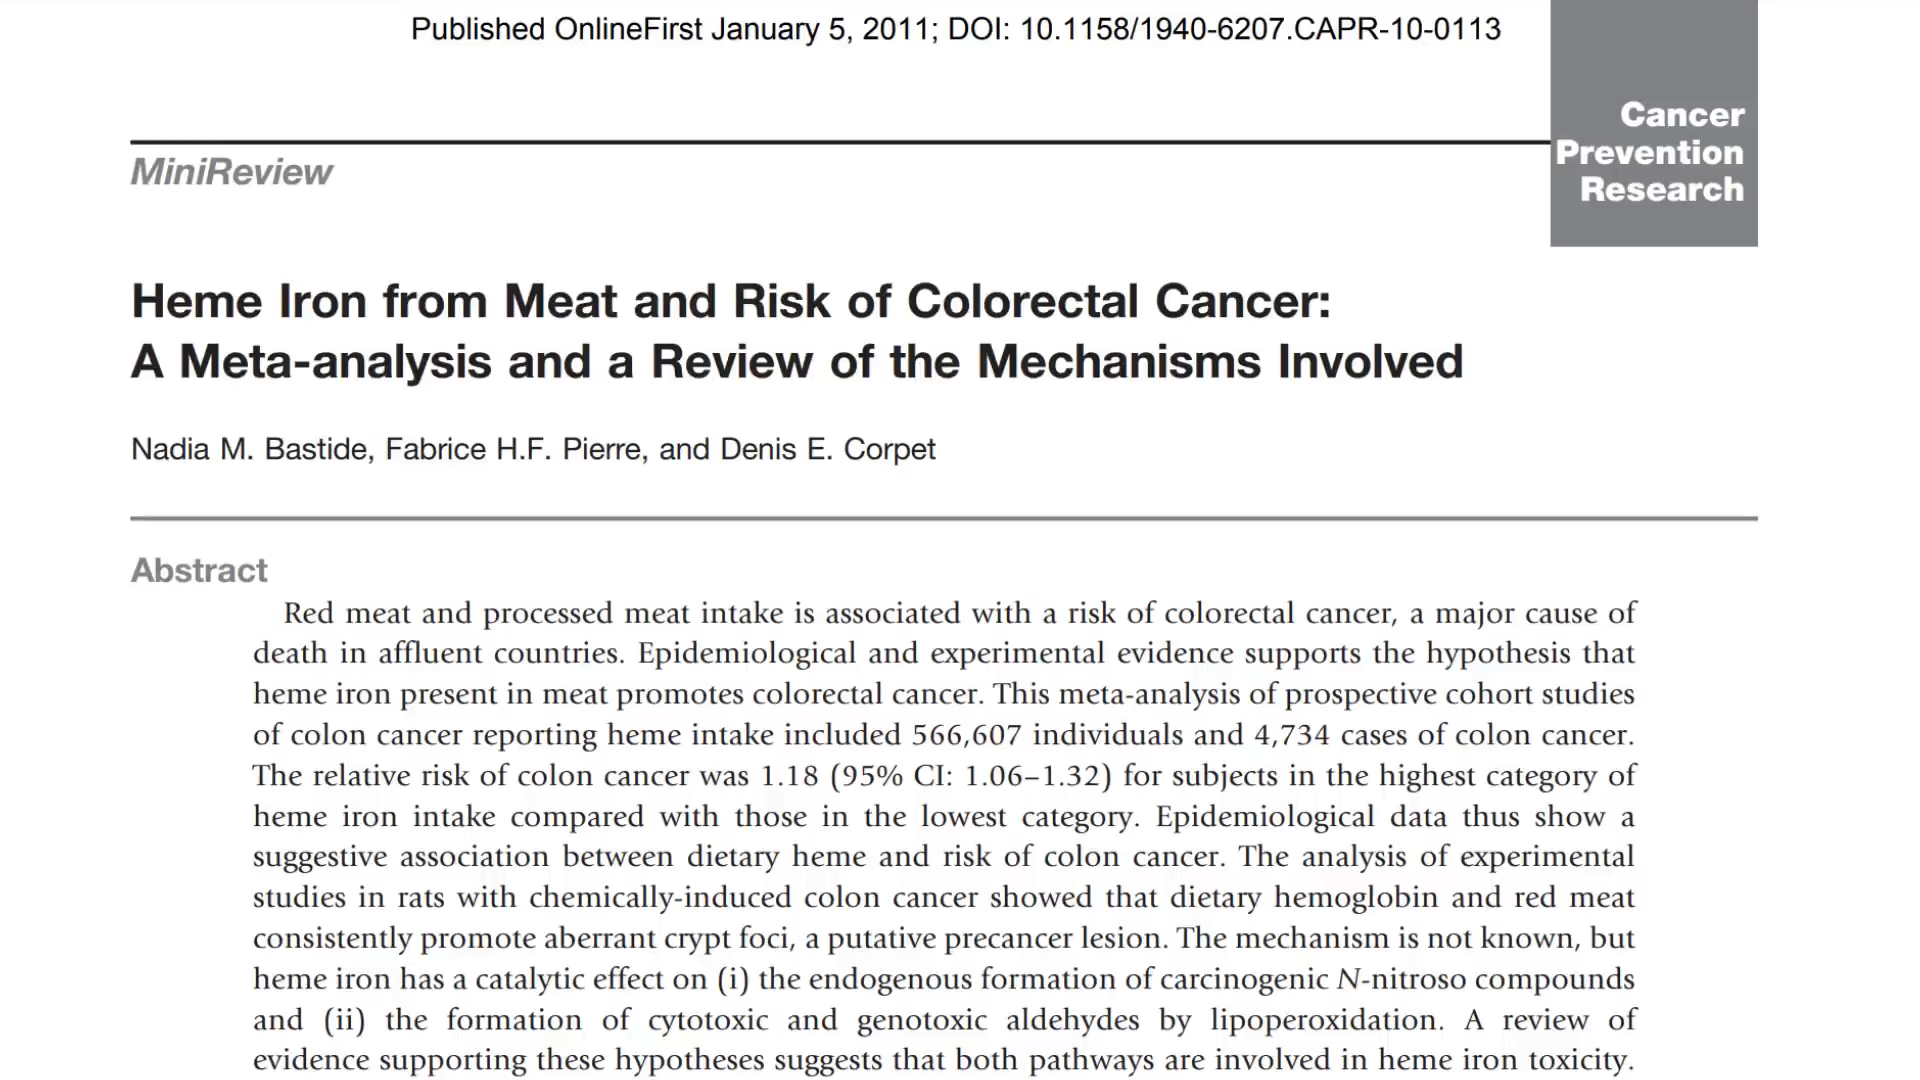 Published OnlineFirst January 5, 2011; DOI: 10.1158/1940-6207.CAPR-10-0113
Cancer
Prevention
Research
MiniReview
Heme Iron from Meat and Risk of Colorectal Cancer:
A Meta-analysis and a Review of the Mechanisms Involved
Nadia M. Bastide, Fabrice H.F. Pierre, and Denis E. Corpet
Abstract
Red meat and processed meat intake is associated with a risk of colorectal cancer, a major cause of
death in affluent countries. Epidemiological and experimental evidence supports the hypothesis that
heme iron present in meat promotes colorectal cancer. This meta-analysis of prospective cohort studies
of colon cancer reporting heme intake included 566,607 individuals and 4,734 cases of colon cancer.
The relative risk of colon cancer was 1.18 (95% CI: 1.06–1.32) for subjects in the highest category of
heme iron intake compared with those in the lowest category. Epidemiological data thus show a
suggestive association between dietary heme and risk of colon cancer. The analysis of experimental
studies in rats with chemically-induced colon cancer showed that dietary hemoglobin and red meat
consistently promote aberrant crypt foci, a putative precancer lesion. The mechanism is not known, but
heme iron has a catalytic effect on (i) the endogenous formation of carcinogenic N-nitroso compounds
and (ii) the formation of cytotoxic and genotoxic aldehydes by lipoperoxidation. A review of
evidence supporting these hypotheses suggests that both pathways are involved in heme iron toxicity.